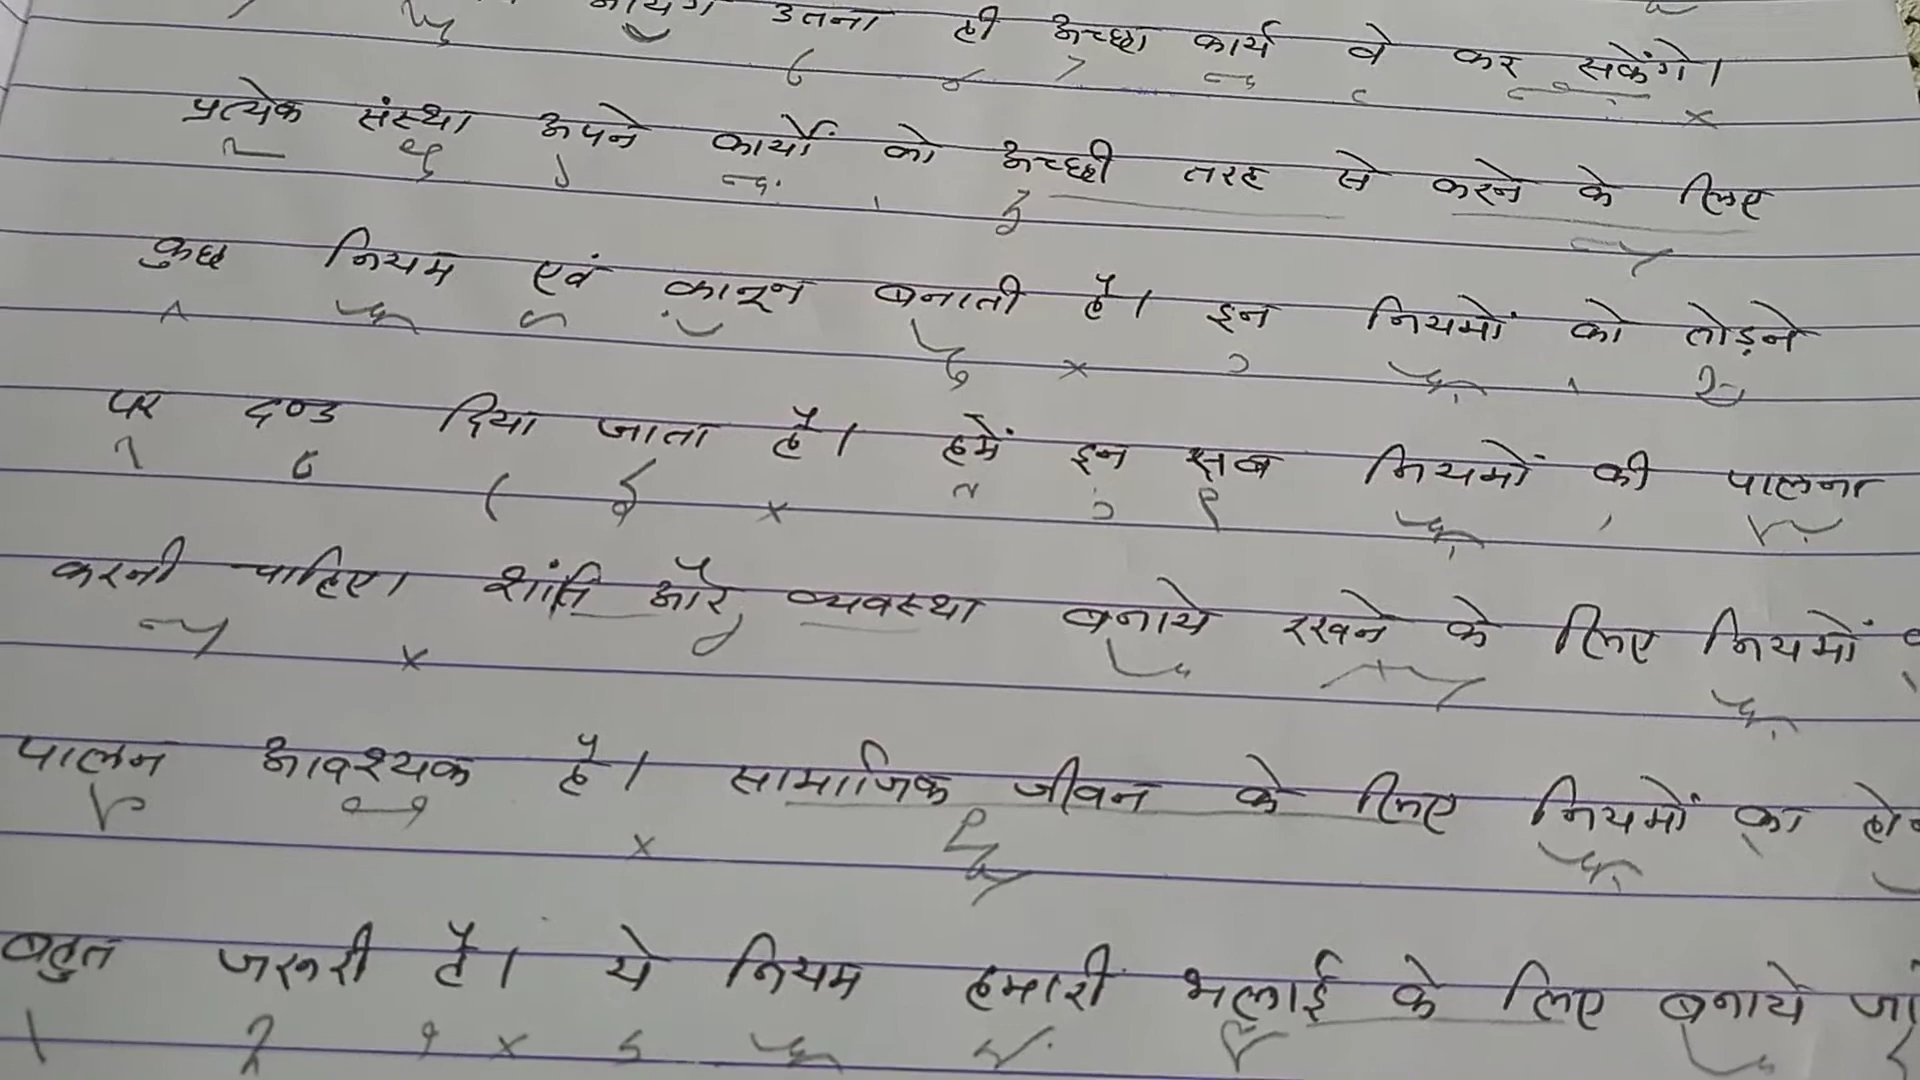 उतना ही अच्छा कार्य वे कर सकेंगे।
प्रत्येक संस्था अपने कार्यों को अच्छी तरह से करने के लिए
कुछ नियम एवं कानून बनाती है। इन नियमों को तोड़ने
पर दण्ड दिया जाता है। हमें इन सब नियमों की पालना
करनी चाहिए। शांति और व्यवस्था बनाये रखने के लिए नियमों
पालन आवश्यक है। सामाजिक जीवन के लिए नियमों का
बहुत जरूरी है। ये नियम हमारी भलाई के लिए बनाये